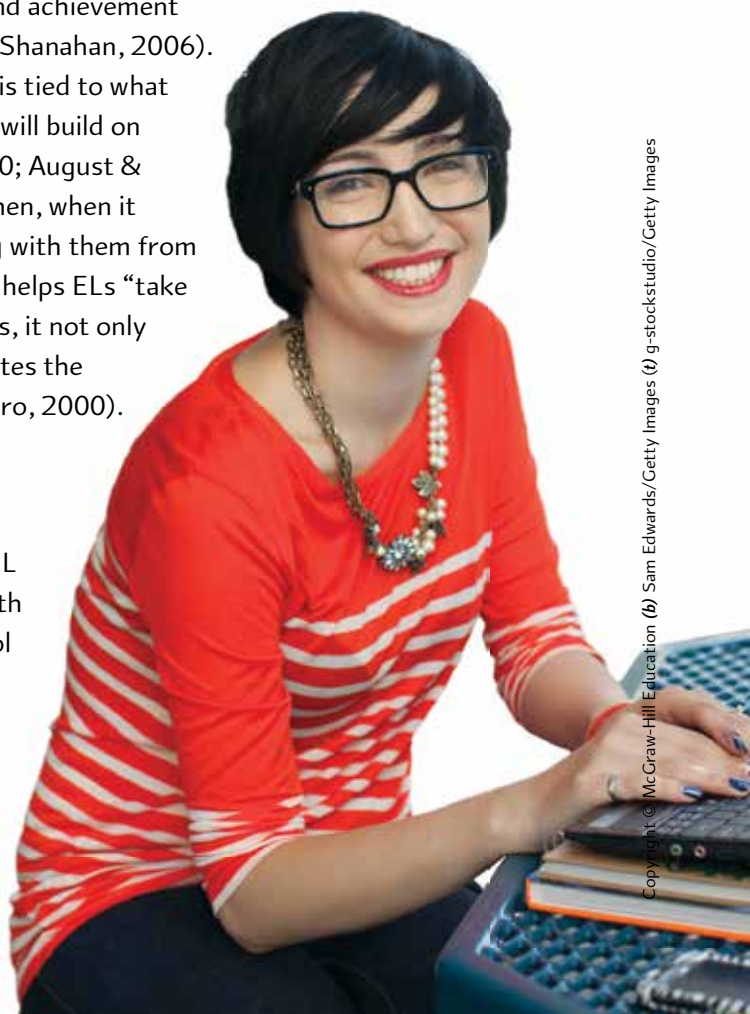 nd achievement
Shanahan, 2006).
is tied to what
will build on
0; August &
nen, when it
g with them from
helps ELs “take
s, it not only
tes the
ro, 2000).
L
th
ol
Copyright © McGraw-Hill Education (b) Sam Edwards/Getty Images (t) g-stockstudio/Getty Images